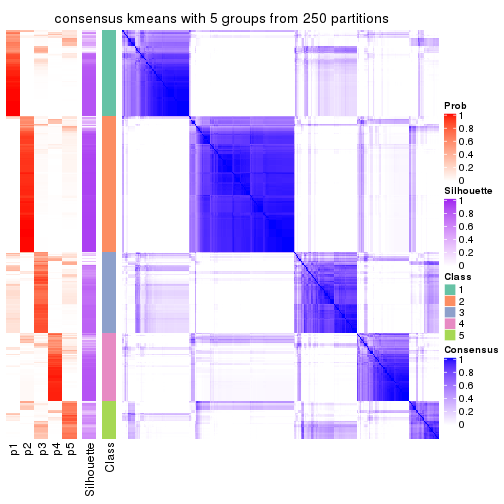 consensus kmeans with 5 groups from 250 partitions
Prob
1
0.8
0.6
0.4
0.2
0
Silhouette
1
0.8
0.6
0.4
0.2
0
Class
1
2
3
4
5
Consensus
1
0.8
0.6
0.4
0.2
0
p1
p2
p3
p4
p5
Silhouette
Class